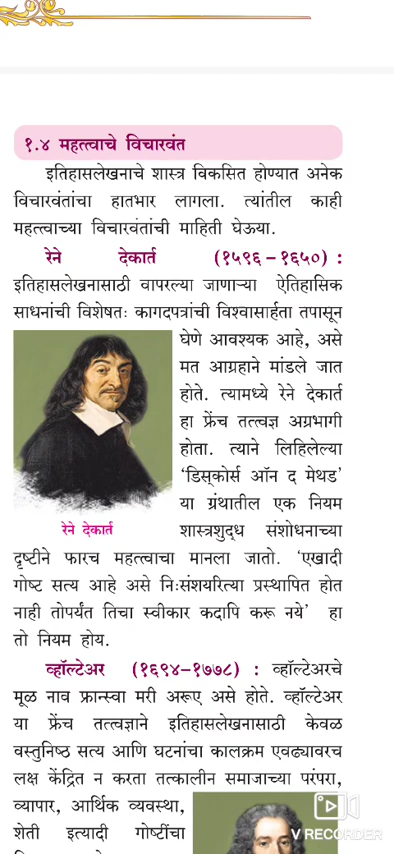 १.४ महत्त्वाचे विचारवंत
इतिहासलेखनाचे शास्त्र विकसित होण्यात अनेक
विचारवंतांचा हातभार लागला. त्यांतील काही
महत्त्वाच्या विचारवंतांची माहिती घेऊया.
रेने देकार्त (१५९६ – १६५०) :
इतिहासलेखनासाठी वापरल्या जाणाऱ्या ऐतिहासिक
साधनांची विशेषतः कागदपत्रांची विश्वासार्हता तपासून
घेणे आवश्यक आहे, असे
मत आग्रहाने मांडले जात
होते. त्यामध्ये रेने देकार्त
हा फ्रेंच तत्त्वज्ञ अग्रभागी
होता. त्याने लिहिलेल्या
‘डिस्कोर्स ऑन द मेथड’
या ग्रंथातील एक नियम
रेने देकार्त
शास्त्रशुद्ध संशोधनाच्या
दृष्टीने फारच महत्त्वाचा मानला जातो. ‘एखादी
गोष्ट सत्य आहे असे निःसंशयरित्या प्रस्थापित होत
नाही तोपर्यंत तिचा स्वीकार कदापि करू नये’ हा
तो नियम होय.
व्हॉल्टेअर (१६९४–१७७८) : व्हॉल्टेअरचे
मूळ नाव फ्रान्स्वा मरी अरूए असे होते. व्हॉल्टेअर
या फ्रेंच तत्त्वज्ञाने इतिहासलेखनासाठी केवळ
वस्तुनिष्ठ सत्य आणि घटनांचा कालक्रम एवढ्यावरच
लक्ष केंद्रित न करता तत्कालीन समाजाच्या परंपरा,
व्यापार, आर्थिक व्यवस्था,
शेती इत्यादी गोष्टींचा
V RECORDER